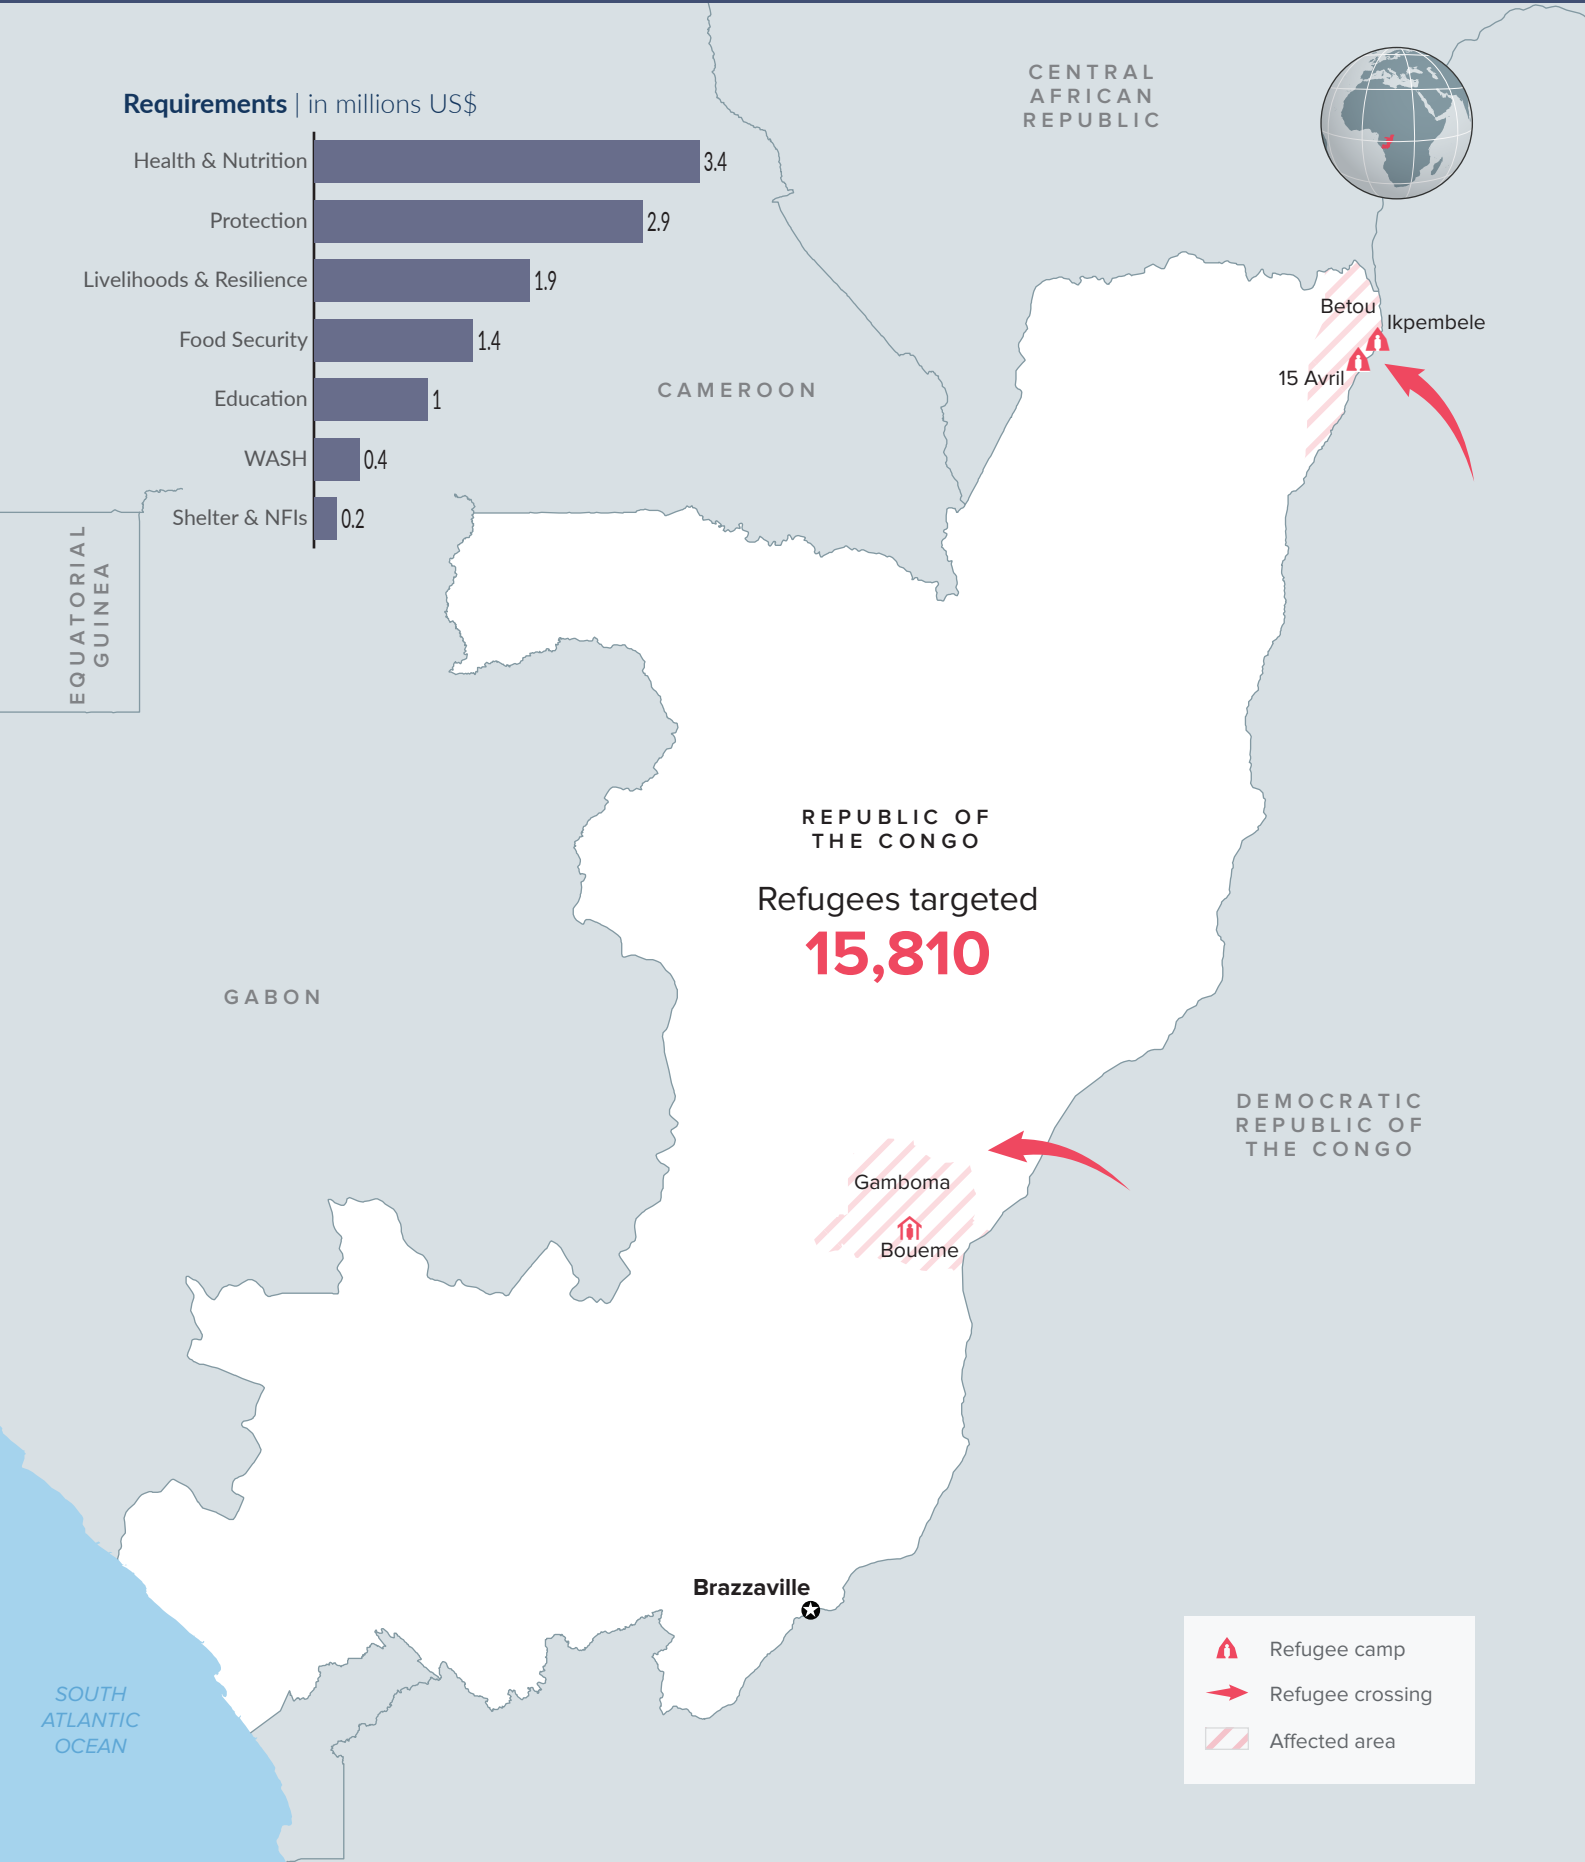 Requirements | in millions US$
Health & Nutrition 3.4
Protection 2.9
Livelihoods & Resilience 1.9
Food Security 1.4
Education 1
WASH 0.4
Shelter & NFIs 0.2
CENTRAL
AFRICAN
REPUBLIC
CAMEROON
Betou
Ikpembele
15 Avril
EQUATORIAL
GUINEA
REPUBLIC OF
THE CONGO
Refugees targeted
15,810
GABON
DEMOCRATIC
REPUBLIC OF
THE CONGO
Gamboma
Boueme
Brazzaville
SOUTH
ATLANTIC
OCEAN
Refugee camp
Refugee crossing
Affected area